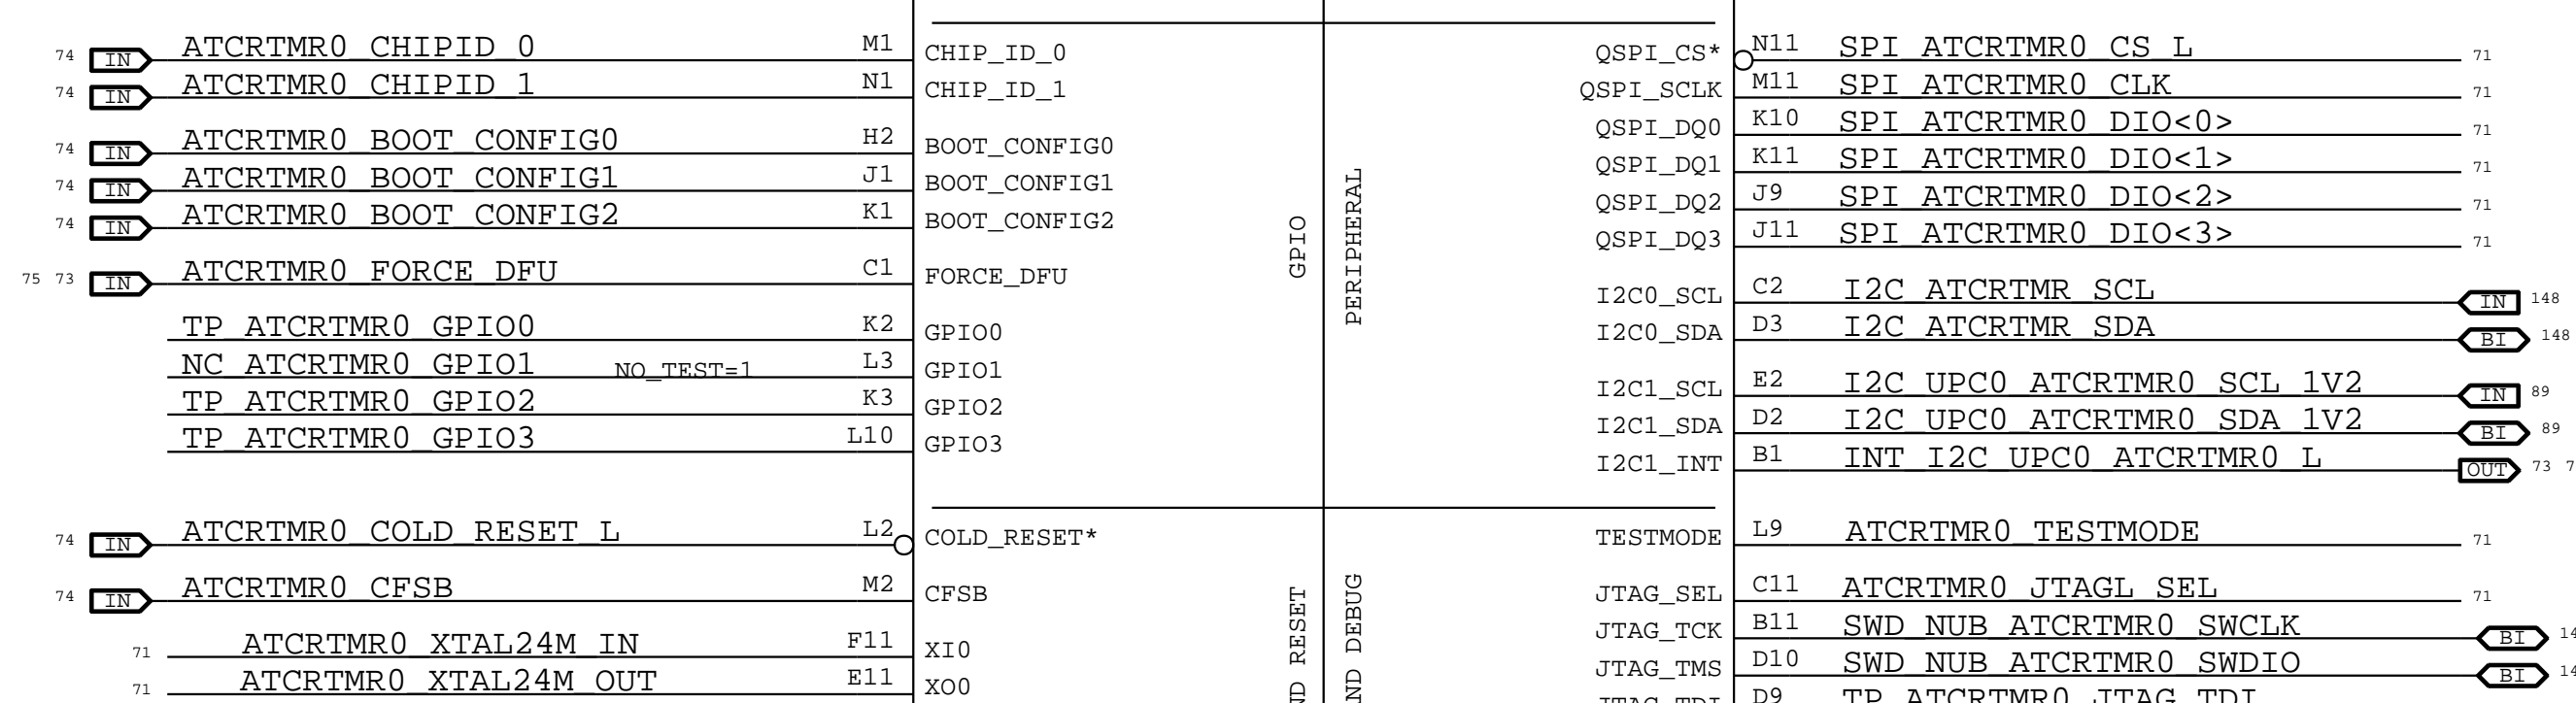 74 IN ATCRTMR0_CHIPID_0 M1 CHIP_ID_0 QSPI_CS* N11 SPI_ATCRTMR0_CS_L 71
74 IN ATCRTMR0_CHIPID_1 N1 CHIP_ID_1 QSPI_SCLK M11 SPI_ATCRTMR0_CLK 71
QSPI_DQ0 K10 SPI_ATCRTMR0_DIO<0> 71
74 IN ATCRTMR0_BOOT_CONFIG0 H2 BOOT_CONFIG0
QSPI_DQ1 K11 SPI_ATCRTMR0_DIO<1> 71
74 IN ATCRTMR0_BOOT_CONFIG1 J1 BOOT_CONFIG1
QSPI_DQ2 J9 SPI_ATCRTMR0_DIO<2> 71
74 IN ATCRTMR0_BOOT_CONFIG2 K1 BOOT_CONFIG2
QSPI_DQ3 J11 SPI_ATCRTMR0_DIO<3> 71
GPIO
PERIPHERAL
75 73 IN ATCRTMR0_FORCE_DFU C1 FORCE_DFU
I2C0_SCL C2 I2C_ATCRTMR_SCL IN 148
TP_ATCRTMR0_GPIO0 K2 GPIO0 I2C0_SDA D3 I2C_ATCRTMR_SDA BI 148
NC_ATCRTMR0_GPIO1 NO_TEST=1 L3 GPIO1
I2C1_SCL E2 I2C_UPC0_ATCRTMR0_SCL_1V2 IN 89
TP_ATCRTMR0_GPIO2 K3 GPIO2
I2C1_SDA D2 I2C_UPC0_ATCRTMR0_SDA_1V2 BI 89
TP_ATCRTMR0_GPIO3 L10 GPIO3
I2C1_INT B1 INT_I2C_UPC0_ATCRTMR0_L OUT 73
74 IN ATCRTMR0_COLD_RESET_L L2 COLD_RESET* TESTMODE L9 ATCRTMR0_TESTMODE 71
74 IN ATCRTMR0_CFSB M2 CFSB JTAG_SEL C11 ATCRTMR0_JTAGL_SEL 71
RESET
DEBUG
JTAG_TCK B11 SWD_NUB_ATCRTMR0_SWCLK BI
71 ATCRTMR0_XTAL24M_IN F11 XI0
JTAG_TMS D10 SWD_NUB_ATCRTMR0_SWDIO BI
71 ATCRTMR0_XTAL24M_OUT E11 XO0
JTAG_TDI D9 TP_ATCRTMR0_JTAG_TDI